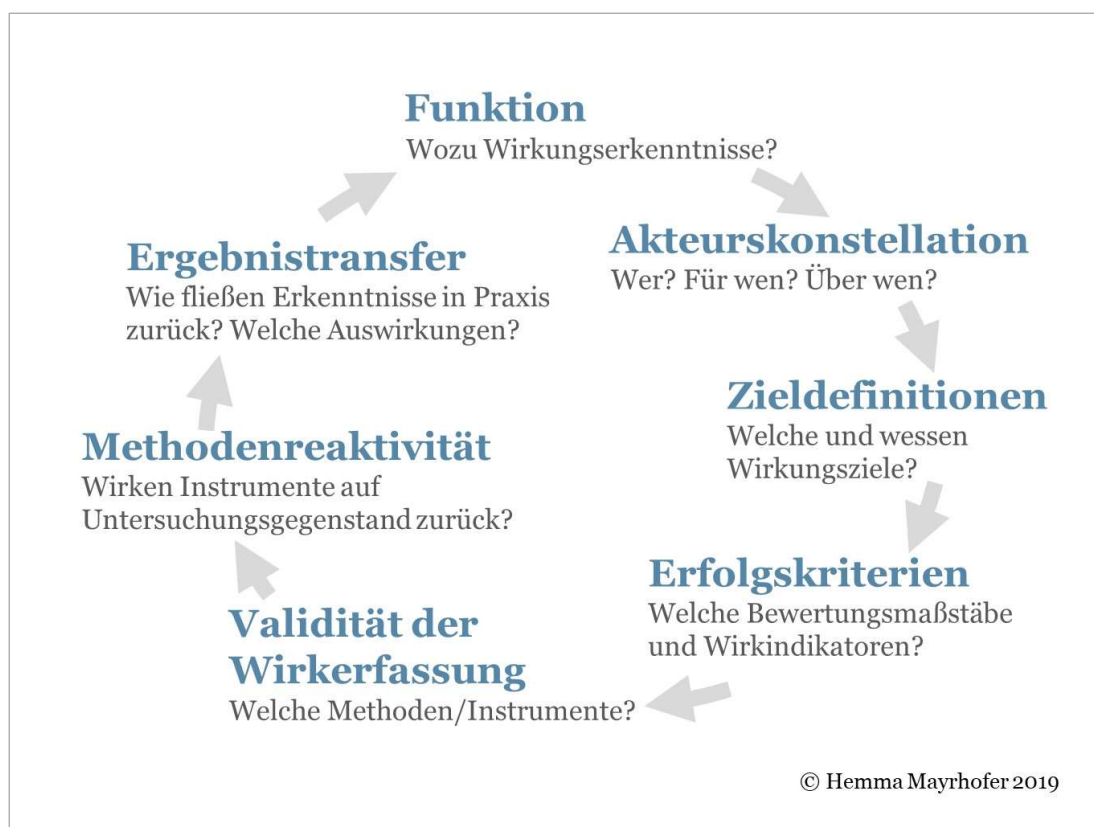 Funktion
Wozu Wirkungserkenntnisse?
Akteurskonstellation
Wer? Für wen? Über wen?
Zieldefinitionen
Welche und wessen
Wirkungsziele?
Erfolgskriterien
Welche Bewertungsmaßstäbe
und Wirkindikatoren?
Validität der
Wirkerfassung
Welche Methoden/Instrumente?
Methodenreaktivität
Wirken Instrumente auf
Untersuchungsgegenstand zurück?
Ergebnistransfer
Wie fließen Erkenntnisse in Praxis
zurück? Welche Auswirkungen?
© Hemma Mayrhofer 2019